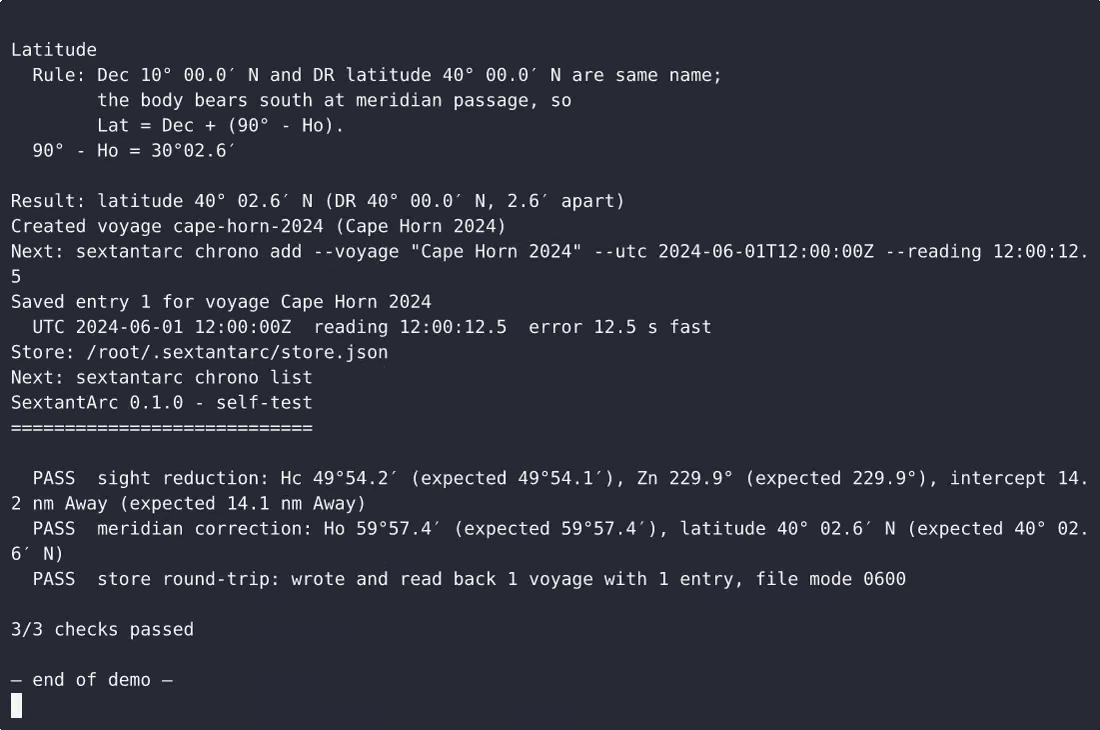 Latitude
  Rule: Dec 10° 00.0′ N and DR latitude 40° 00.0′ N are same name;
        the body bears south at meridian passage, so
        Lat = Dec + (90° - Ho).
  90° - Ho = 30°02.6′

Result: latitude 40° 02.6′ N (DR 40° 00.0′ N, 2.6′ apart)
Created voyage cape-horn-2024 (Cape Horn 2024)
Next: sextantarc chrono add --voyage "Cape Horn 2024" --utc 2024-06-01T12:00:00Z --reading 12:00:12.
5
Saved entry 1 for voyage Cape Horn 2024
  UTC 2024-06-01 12:00:00Z  reading 12:00:12.5  error 12.5 s fast
Store: /root/.sextantarc/store.json
Next: sextantarc chrono list
SextantArc 0.1.0 - self-test
============================

  PASS  sight reduction: Hc 49°54.2′ (expected 49°54.1′), Zn 229.9° (expected 229.9°), intercept 14.
2 nm Away (expected 14.1 nm Away)
  PASS  meridian correction: Ho 59°57.4′ (expected 59°57.4′), latitude 40° 02.6′ N (expected 40° 02.
6′ N)
  PASS  store round-trip: wrote and read back 1 voyage with 1 entry, file mode 0600

3/3 checks passed

— end of demo —